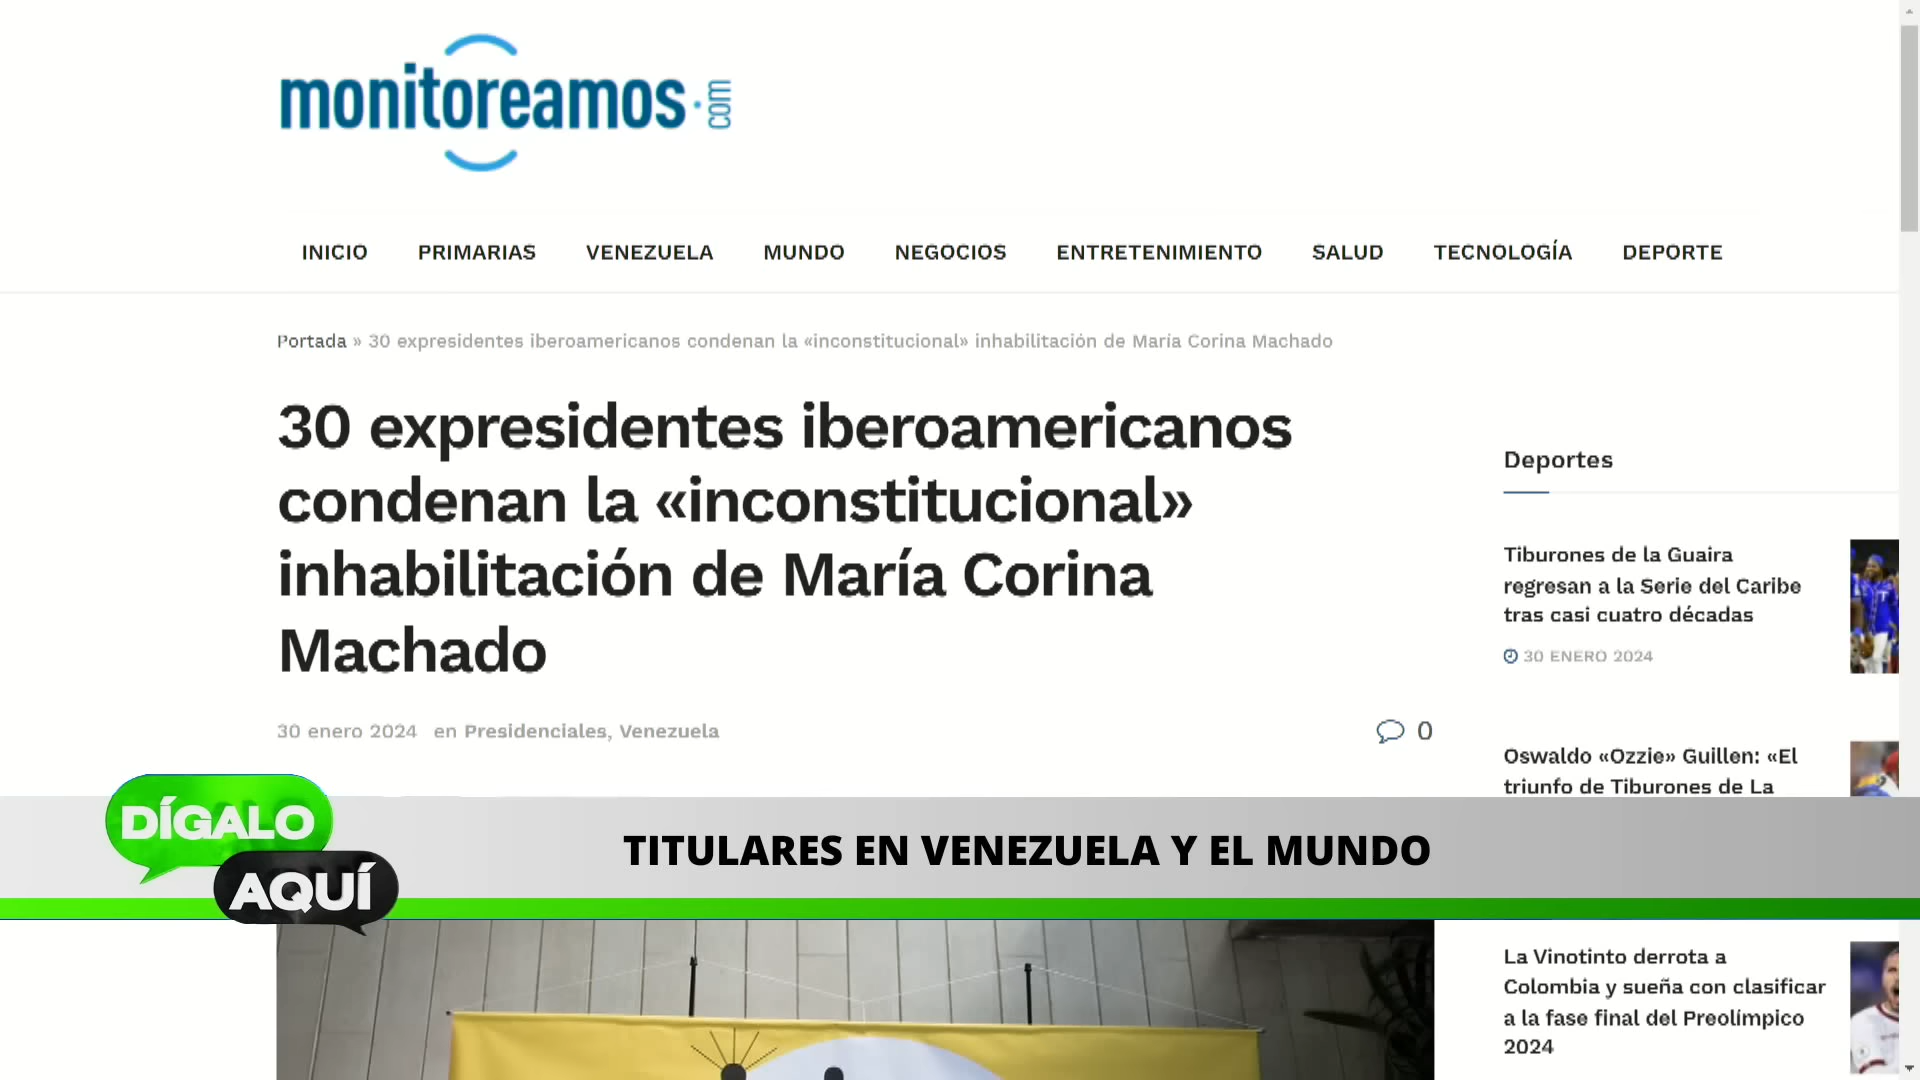 monitoreamos.com
INICIO PRIMARIAS VENEZUELA MUNDO NEGOCIOS ENTRETENIMIENTO SALUD TECNOLOGÍA DEPORTE
Portada » 30 expresidentes iberoamericanos condenan la «inconstitucional» inhabilitación de María Corina Machado
30 expresidentes iberoamericanos
condenan la «inconstitucional»
inhabilitación de María Corina
Machado
30 enero 2024 en Presidenciales, Venezuela
0
Deportes
Tiburones de la Guaira
regresan a la Serie del Caribe
tras casi cuatro décadas
30 ENERO 2024
Oswaldo «Ozzie» Guillen: «El
triunfo de Tiburones de La
DÍGALO
AQUÍ
TITULARES EN VENEZUELA Y EL MUNDO
La Vinotinto derrota a
Colombia y sueña con clasificar
a la fase final del Preolímpico
2024